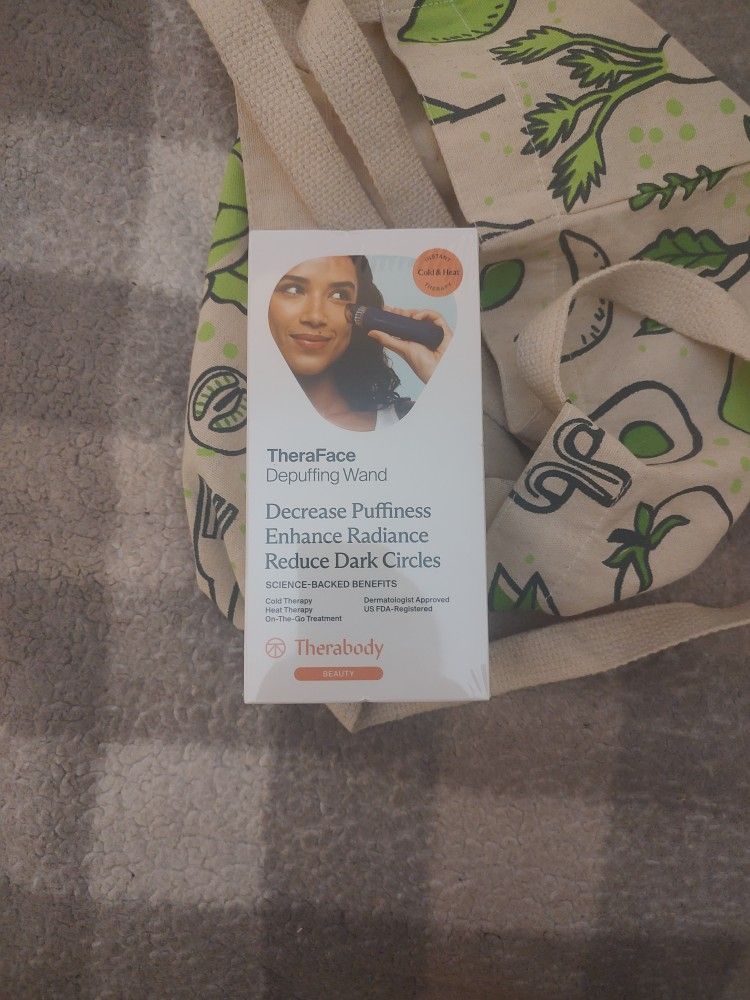 INSTANT
Cold & Heat
THERAPY
TheraFace
Depuffing Wand
Decrease Puffiness
Enhance Radiance
Reduce Dark Circles
SCIENCE-BACKED BENEFITS
Cold Therapy
Heat Therapy
On-The-Go Treatment
Dermatologist Approved
US FDA-Registered
Therabody
BEAUTY